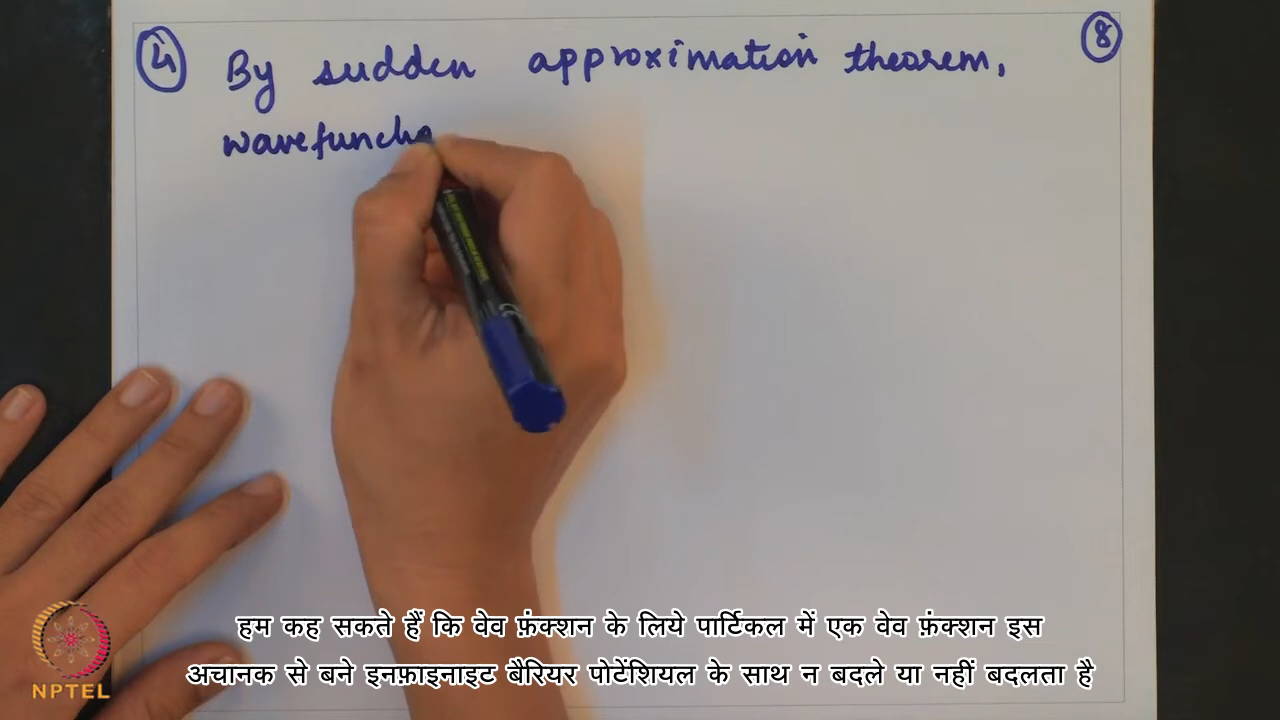 4 By sudden approximation theorem, 8
wavefunctio
हम कह सकते हैं कि वेव फ़ंक्शन के लिये पार्टिकल में एक वेव फ़ंक्शन इस
अचानक से बने इनफ़ाइनाइट बैरियर पोटेंशियल के साथ न बदले या नहीं बदलता है
NPTEL